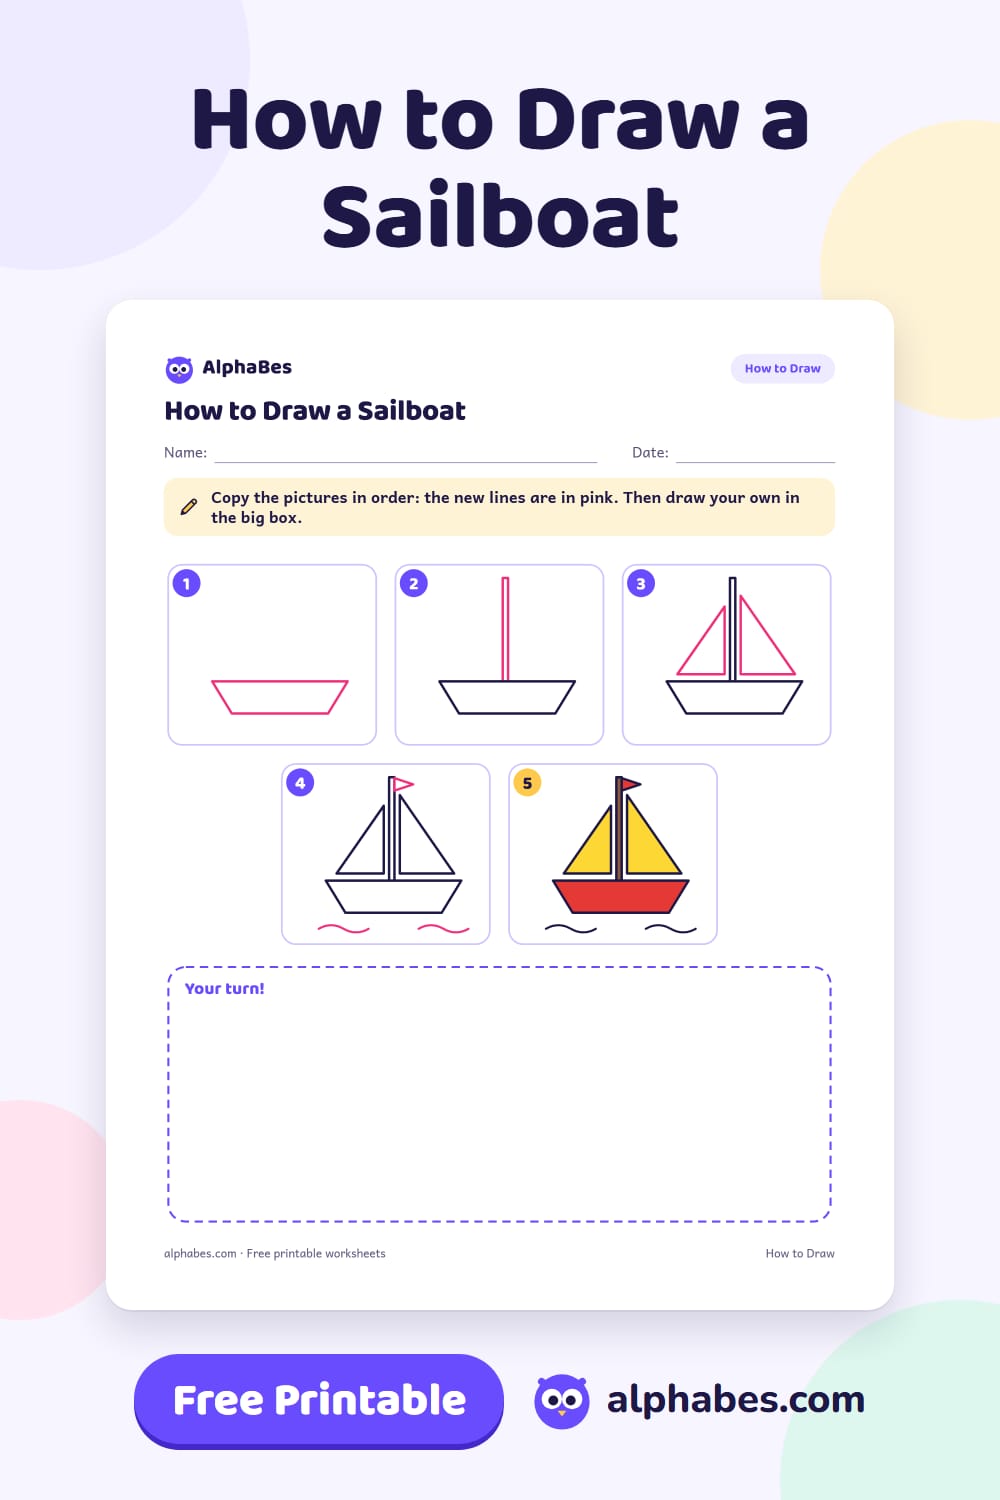 How to Draw a
Sailboat
AlphaBes
How to Draw
How to Draw a Sailboat
Name:
Date:
Copy the pictures in order: the new lines are in pink. Then draw your own in
the big box.
1
2
3
4
5
Your turn!
alphabes.com · Free printable worksheets
How to Draw
Free Printable
alphabes.com